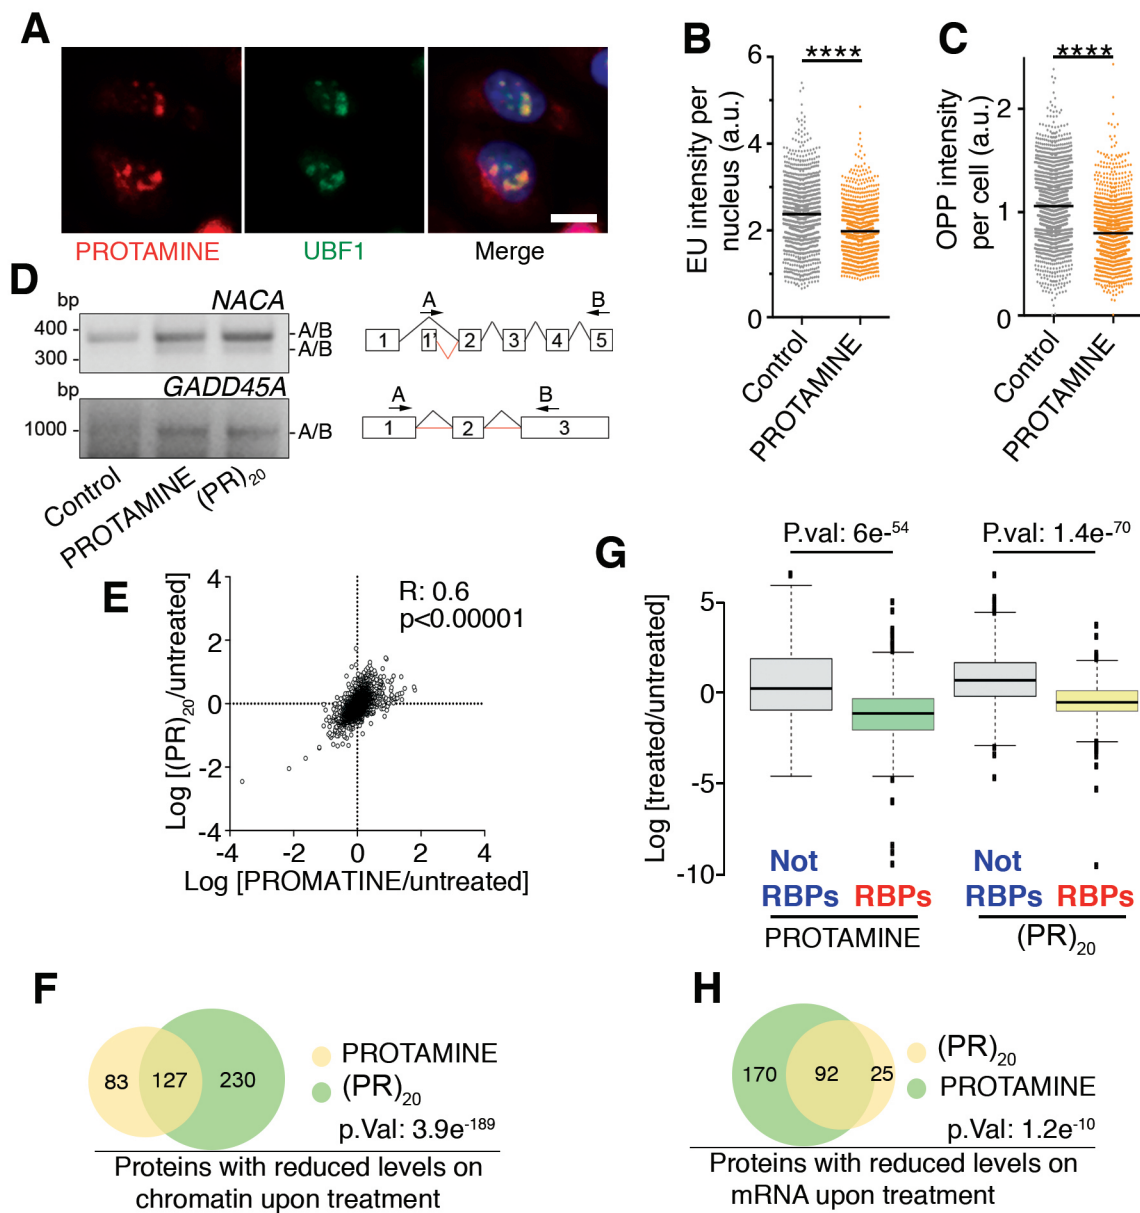 A
PROTAMINE
UBF1
Merge
B
EU intensity per
nucleus (a.u.)
6
4
2
0
****
Control
PROTAMINE
C
OPP intensity
per cell (a.u.)
2
1
0
****
Control
PROTAMINE
D
bp
NACA
400
300
A/B
A/B
A
B
1
1'
2
3
4
5
bp
GADD45A
1000
A/B
A
B
1
2
3
Control
PROTAMINE
(PR)20
E
Log [(PR)20/untreated]
4
2
0
-2
-4
R: 0.6
p<0.00001
-4
-2
0
2
4
Log [PROMATINE/untreated]
G
P.val: 6e-54
P.val: 1.4e-70
Log [treated/untreated]
5
0
-5
-10
Not
RBPs
RBPs
Not
RBPs
RBPs
PROTAMINE
(PR)20
F
83
127
230
PROTAMINE
(PR)20
p.Val: 3.9e-189
Proteins with reduced levels on
chromatin upon treatment
H
170
92
25
(PR)20
PROTAMINE
p.Val: 1.2e-10
Proteins with reduced levels on
mRNA upon treatment